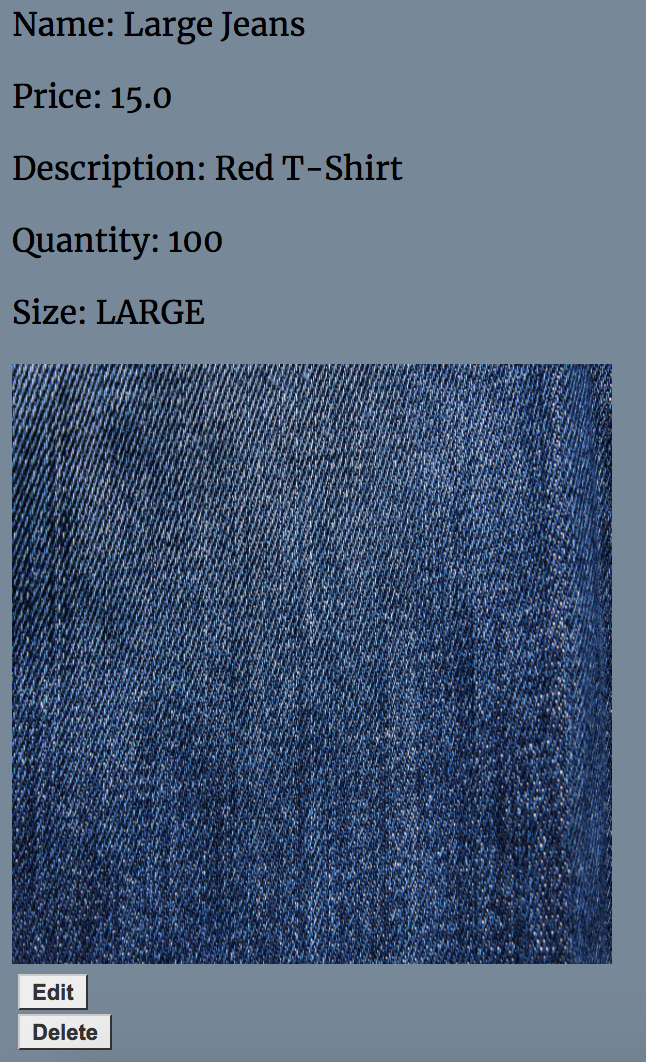 Name: Large Jeans
Price: 15.0
Description: Red T-Shirt
Quantity: 100
Size: LARGE
Edit
Delete